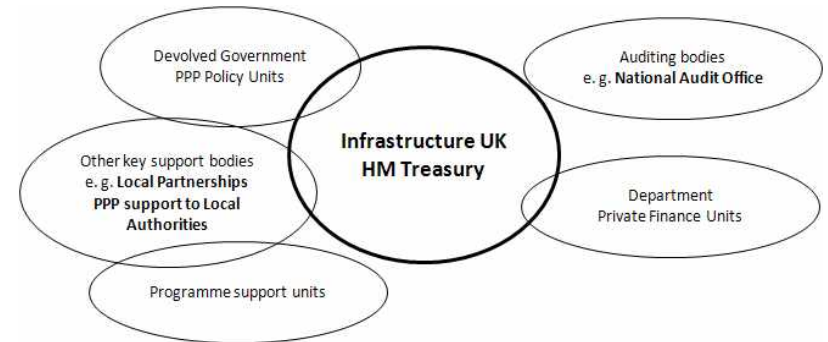 Devolved Government
PPP Policy Units
Auditing bodies
e. g. National Audit Office
Infrastructure UK
HM Treasury
Other key support bodies
e. g. Local Partnerships
PPP support to Local
Authorities
Department
Private Finance Units
Programme support units